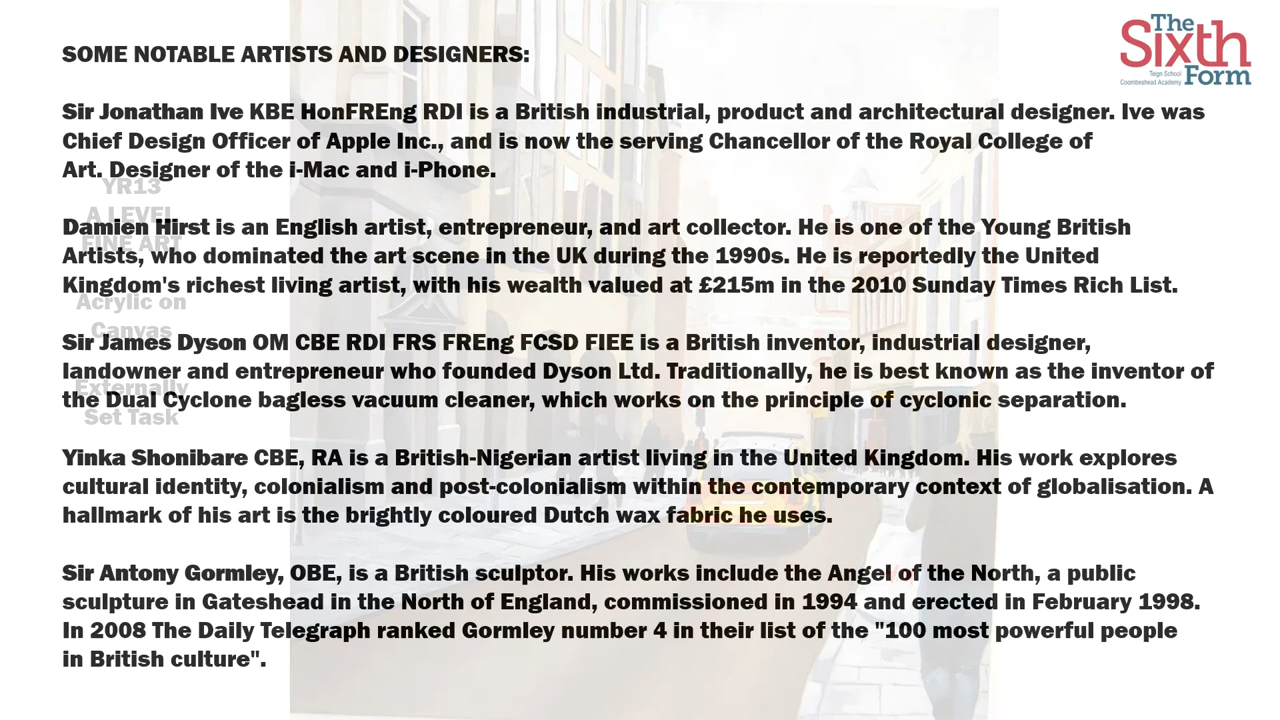 The
Sixth
Form
Teign School
Coombeshead Academy
SOME NOTABLE ARTISTS AND DESIGNERS:
Sir Jonathan Ive KBE HonFREng RDI is a British industrial, product and architectural designer. Ive was
Chief Design Officer of Apple Inc., and is now the serving Chancellor of the Royal College of
Art. Designer of the i-Mac and i-Phone.
Damien Hirst is an English artist, entrepreneur, and art collector. He is one of the Young British
Artists, who dominated the art scene in the UK during the 1990s. He is reportedly the United
Kingdom's richest living artist, with his wealth valued at £215m in the 2010 Sunday Times Rich List.
Sir James Dyson OM CBE RDI FRS FREng FCSD FIEE is a British inventor, industrial designer,
landowner and entrepreneur who founded Dyson Ltd. Traditionally, he is best known as the inventor of
the Dual Cyclone bagless vacuum cleaner, which works on the principle of cyclonic separation.
Yinka Shonibare CBE, RA is a British-Nigerian artist living in the United Kingdom. His work explores
cultural identity, colonialism and post-colonialism within the contemporary context of globalisation. A
hallmark of his art is the brightly coloured Dutch wax fabric he uses.
Sir Antony Gormley, OBE, is a British sculptor. His works include the Angel of the North, a public
sculpture in Gateshead in the North of England, commissioned in 1994 and erected in February 1998.
In 2008 The Daily Telegraph ranked Gormley number 4 in their list of the "100 most powerful people
in British culture".
YR13
A LEVEL
FINE ART
Acrylic on
Canvas
Externally
Set Task